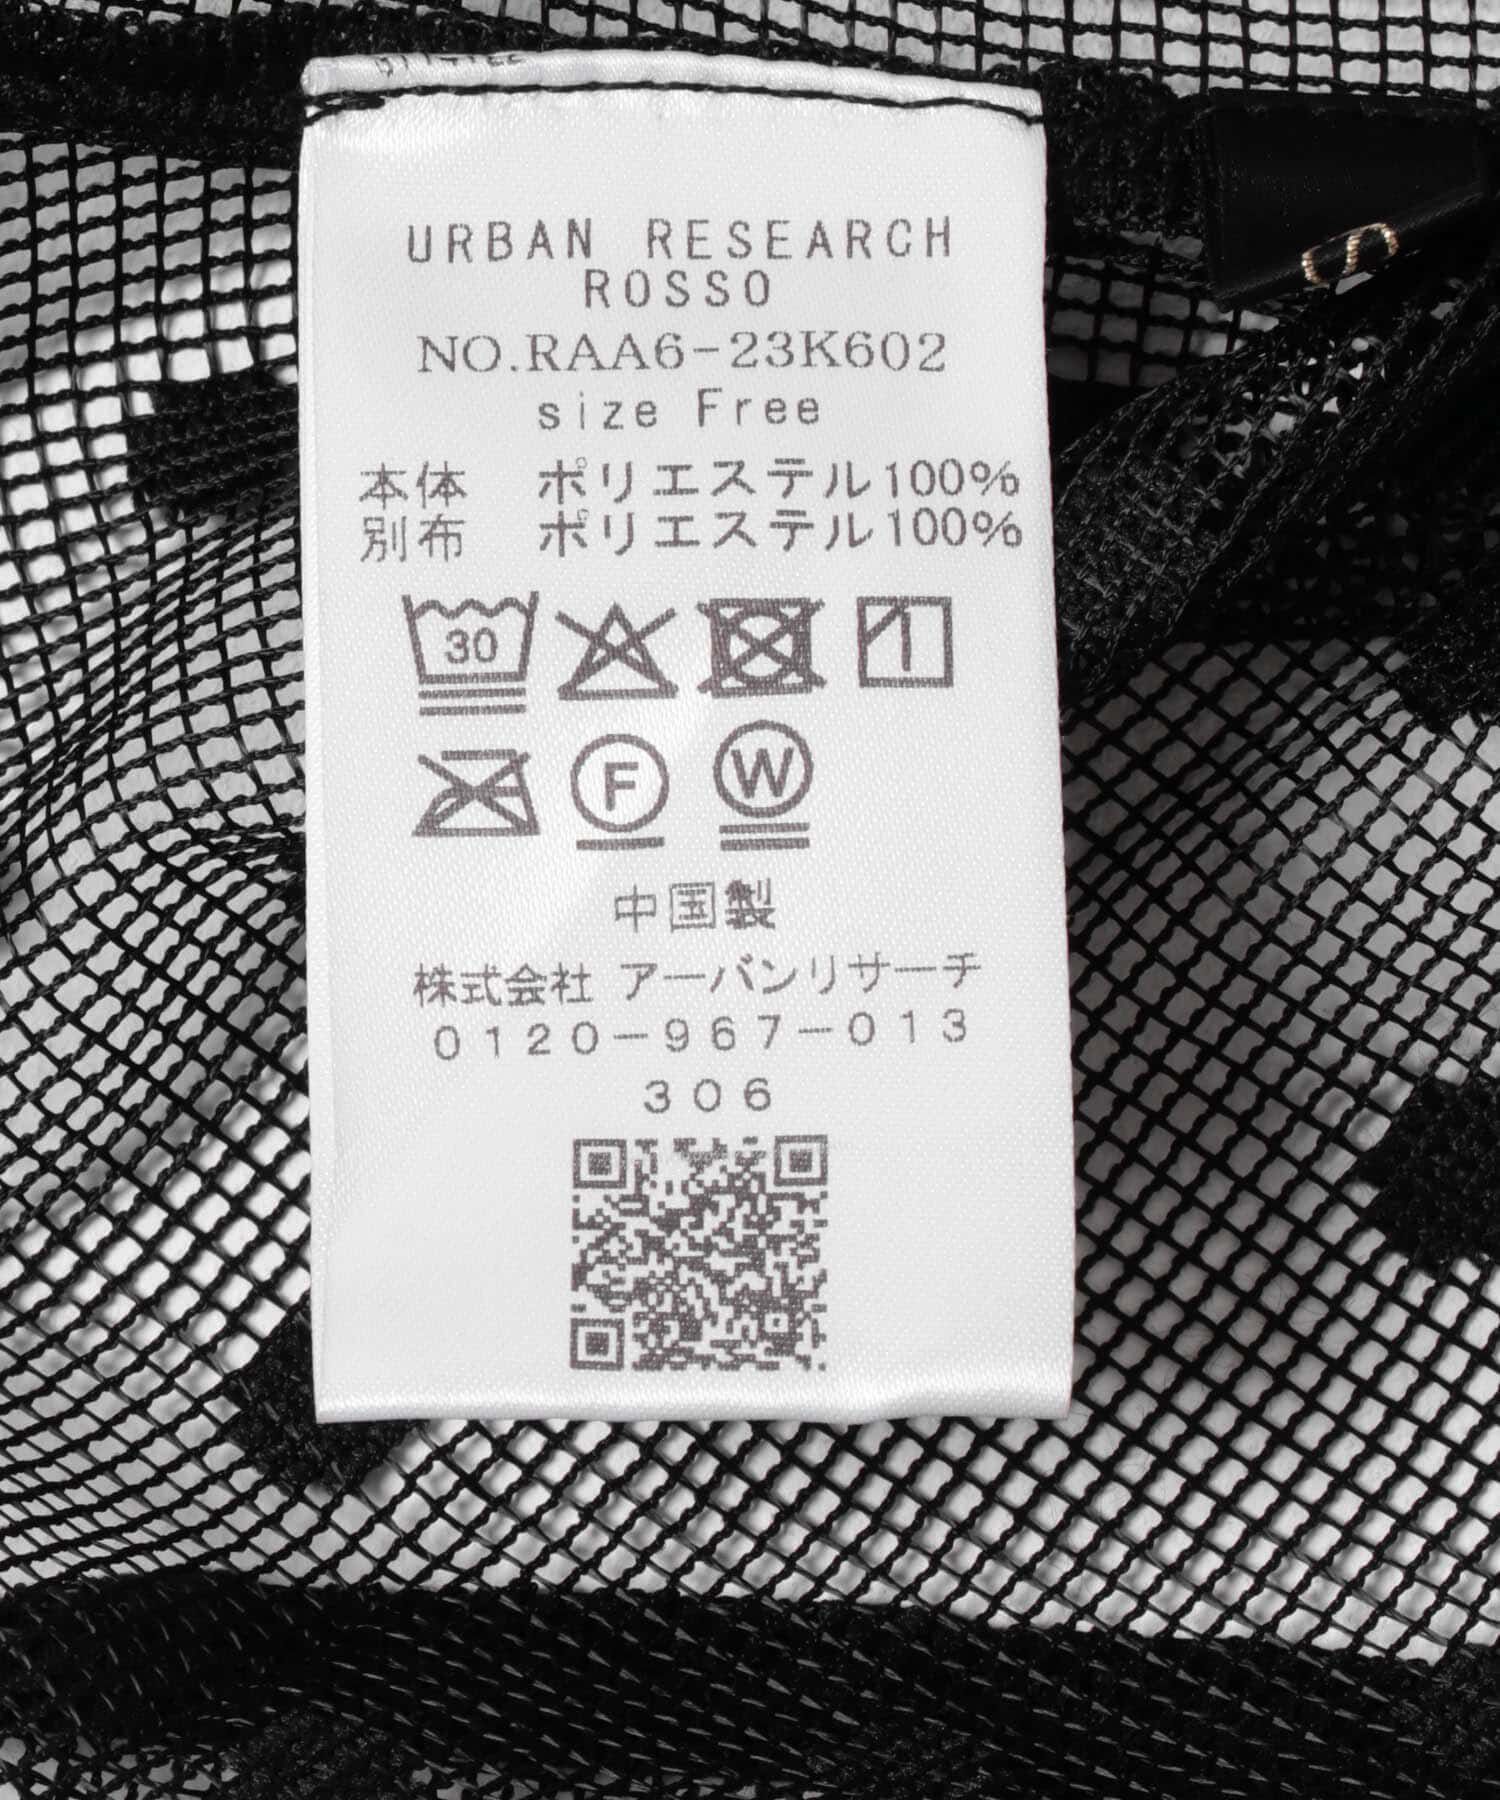 URBAN RESEARCH
ROSSO
NO.RAA6-23K602
size Free
本体 ポリエステル100%
別布 ポリエステル100%
30
F W
中国製
株式会社 アーバンリサーチ
0120-967-013
306